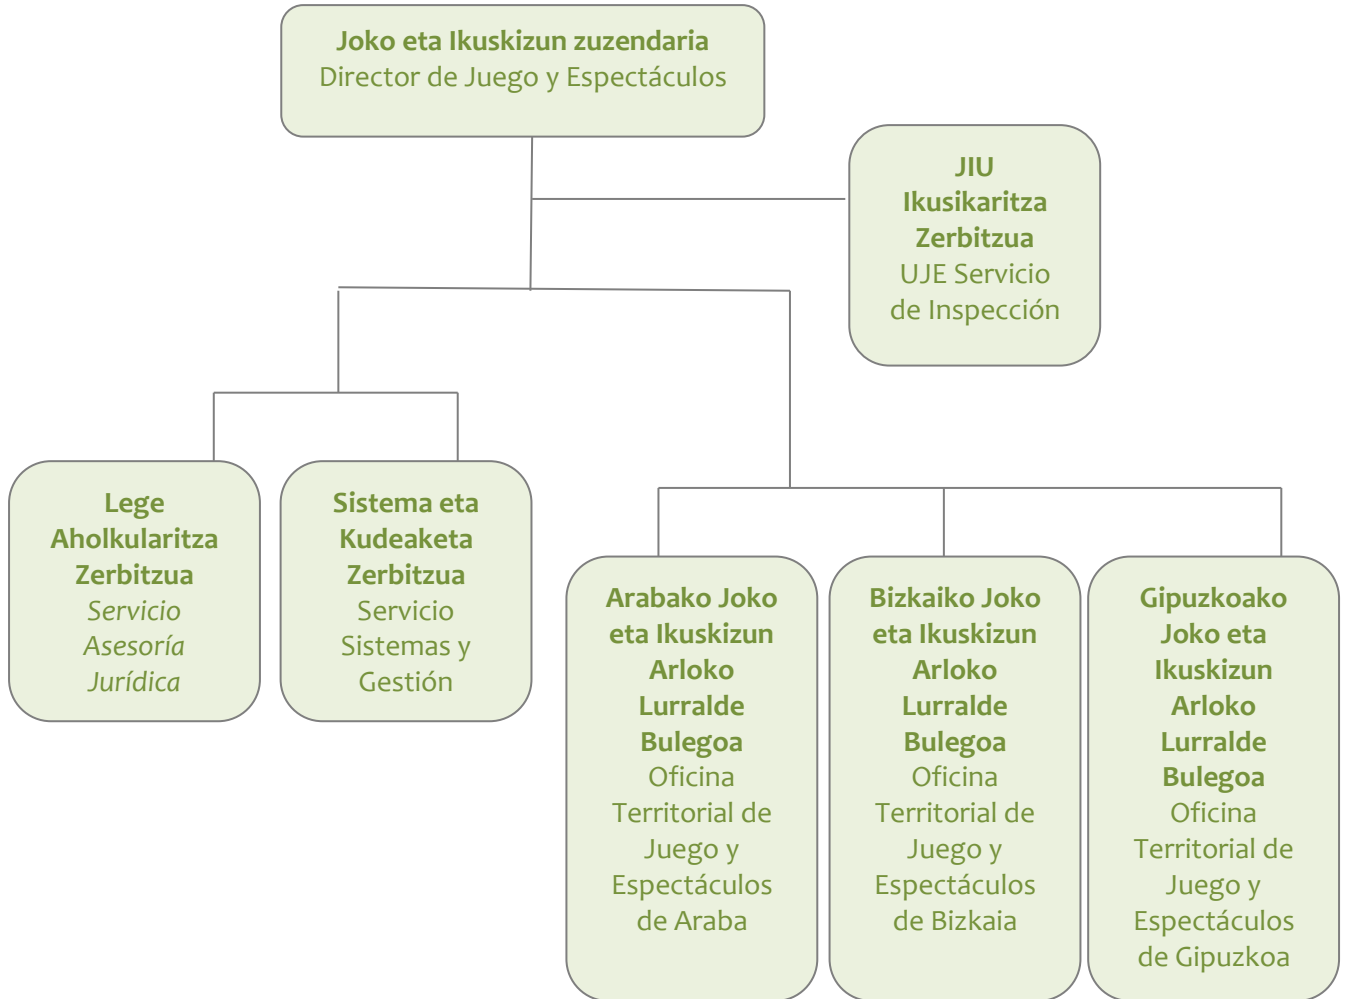 Joko eta Ikuskizun zuzendaria
Director de Juego y Espectáculos
JIU
Ikusikaritza
Zerbitzua
UJE Servicio
de Inspección
Lege
Aholkularitza
Zerbitzua
Servicio
Asesoría
Jurídica
Sistema eta
Kudeaketa
Zerbitzua
Servicio
Sistemas y
Gestión
Arabako Joko
eta Ikuskizun
Arloko
Lurralde
Bulegoa
Oficina
Territorial de
Juego y
Espectáculos
de Araba
Bizkaiko Joko
eta Ikuskizun
Arloko
Lurralde
Bulegoa
Oficina
Territorial de
Juego y
Espectáculos
de Bizkaia
Gipuzkoako
Joko eta
Ikuskizun
Arloko
Lurralde
Bulegoa
Oficina
Territorial de
Juego y
Espectáculos
de Gipuzkoa